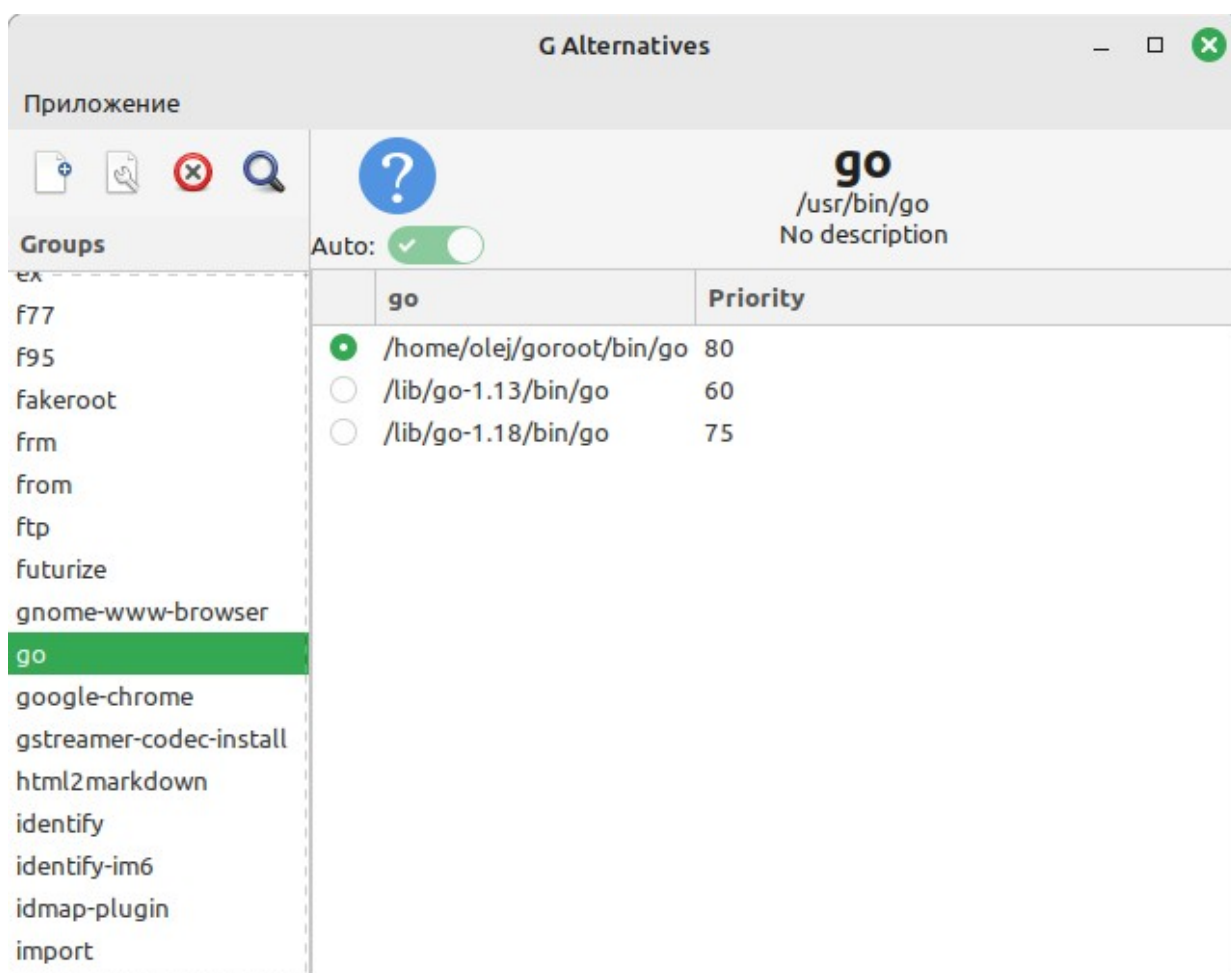 G Alternatives
Приложение
go
/usr/bin/go
No description
Groups
Auto:
ex
f77
f95
fakeroot
frm
from
ftp
futurize
gnome-www-browser
go
google-chrome
gstreamer-codec-install
html2markdown
identify
identify-im6
idmap-plugin
import
go Priority
/home/olej/goroot/bin/go 80
/lib/go-1.13/bin/go 60
/lib/go-1.18/bin/go 75